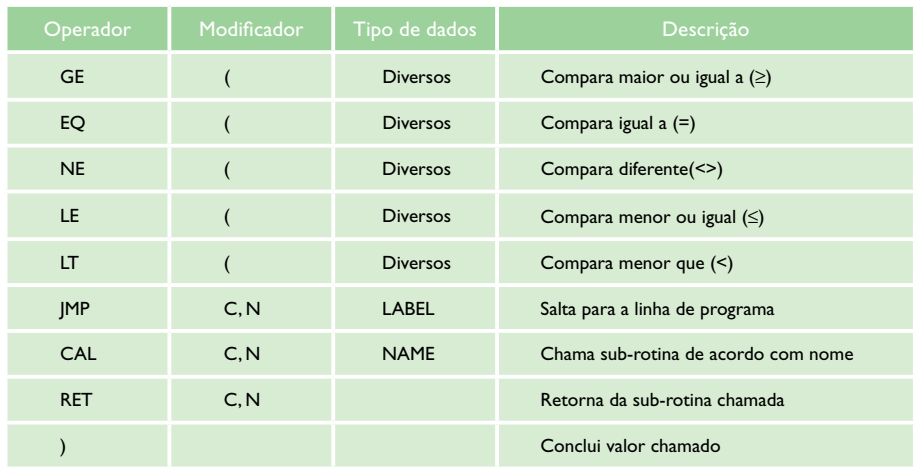 Operador Modificador Tipo de dados Descrição
GE ( Diversos Compara maior ou igual a (≥)
EQ ( Diversos Compara igual a (=)
NE ( Diversos Compara diferente(<>)
LE ( Diversos Compara menor ou igual (≤)
LT ( Diversos Compara menor que (<)
JMP C, N LABEL Salta para a linha de programa
CAL C, N NAME Chama sub-rotina de acordo com nome
RET C, N Retorna da sub-rotina chamada
) Conclui valor chamado